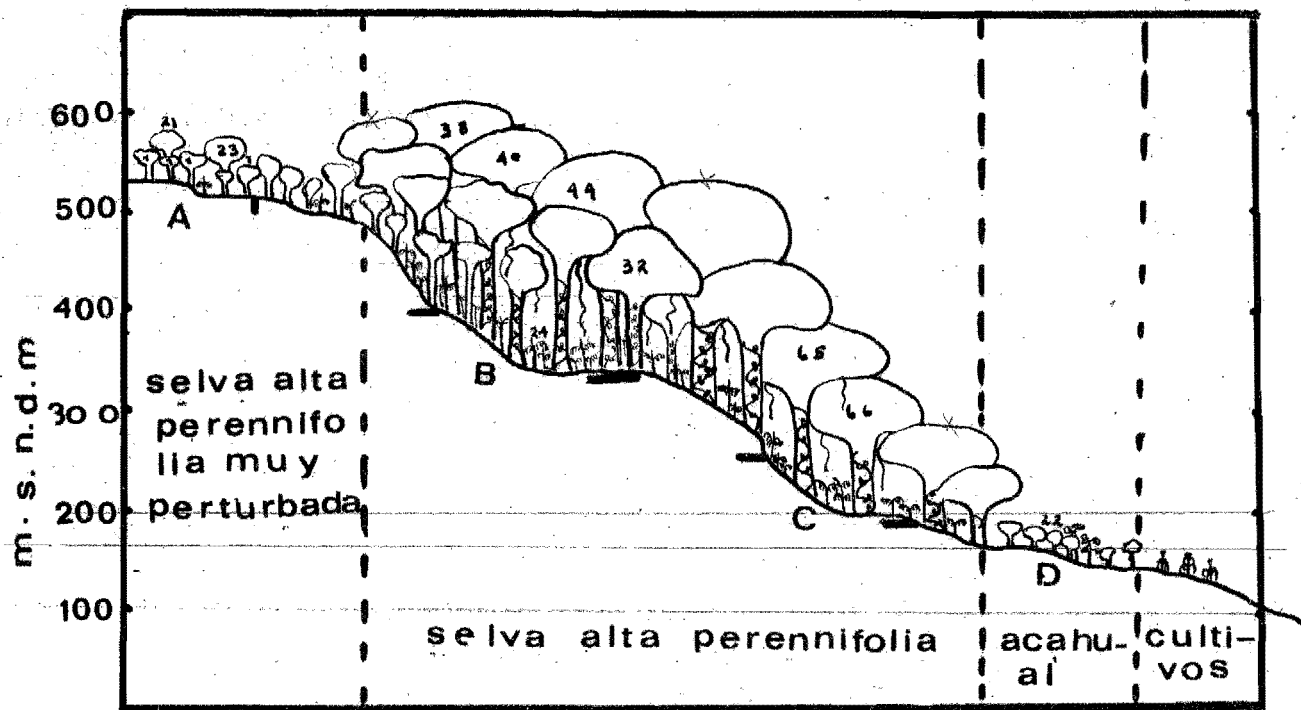 600
500
400
300
200
100
m. s. n. d. m
21
23
38
40
44
32
24
65
66
22
A
B
C
D
selva alta
perennifo
lia muy
perturbada
selva alta perennifolia
acahu-
al
culti-
vos